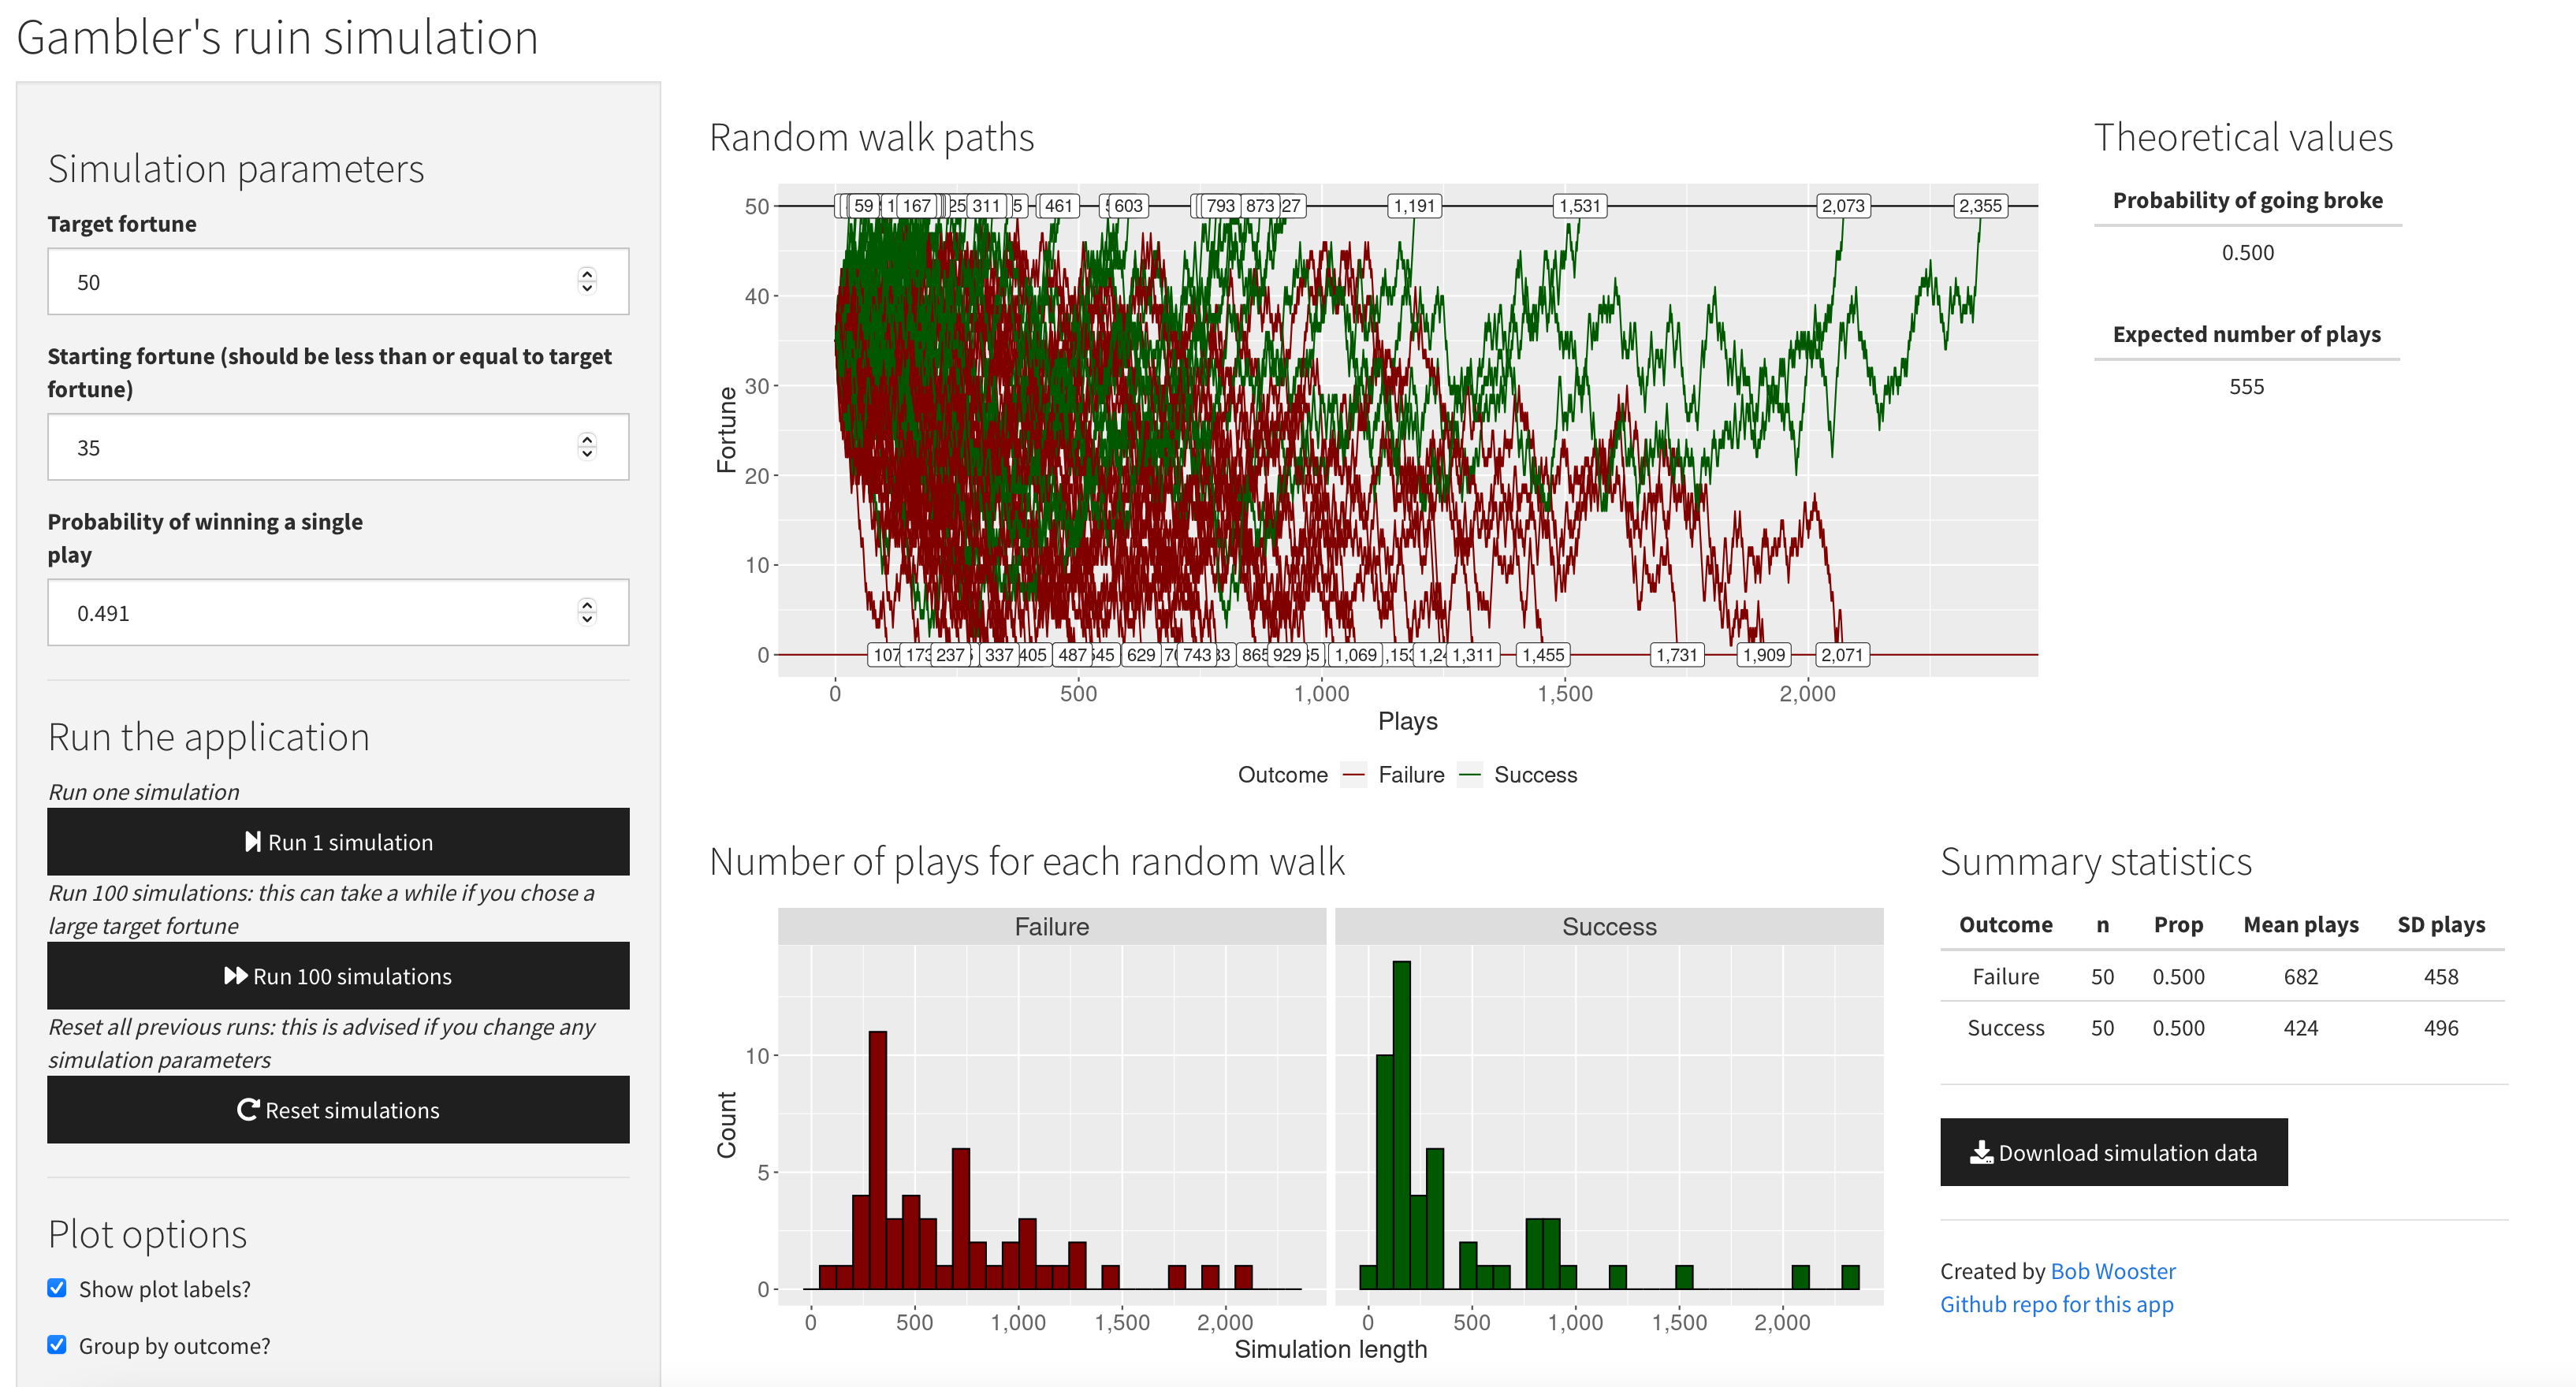 Gambler's ruin simulation
Simulation parameters
Target fortune
50
Starting fortune (should be less than or equal to target
fortune)
35
Probability of winning a single
play
0.491
Run the application
Run one simulation
Run 1 simulation
Run 100 simulations: this can take a while if you chose a
large target fortune
Run 100 simulations
Reset all previous runs: this is advised if you change any
simulation parameters
Reset simulations
Plot options
Show plot labels?
Group by outcome?
Random walk paths
50
40
30
20
10
0
Fortune
59 167 311 461 603 793 873 1,191 1,531 2,073 2,355
107 173 237 337 405 487 629 743 865 929 1,069 1,311 1,455 1,731 1,909 2,071
0 500 1,000 1,500 2,000
Plays
Outcome Failure Success
Theoretical values
Probability of going broke
0.500
Expected number of plays
555
Number of plays for each random walk
Failure Success
10
5
0
Count
0 500 1,000 1,500 2,000 0 500 1,000 1,500 2,000
Simulation length
Summary statistics
Outcome n Prop Mean plays SD plays
Failure 50 0.500 682 458
Success 50 0.500 424 496
Download simulation data
Created by Bob Wooster
Github repo for this app